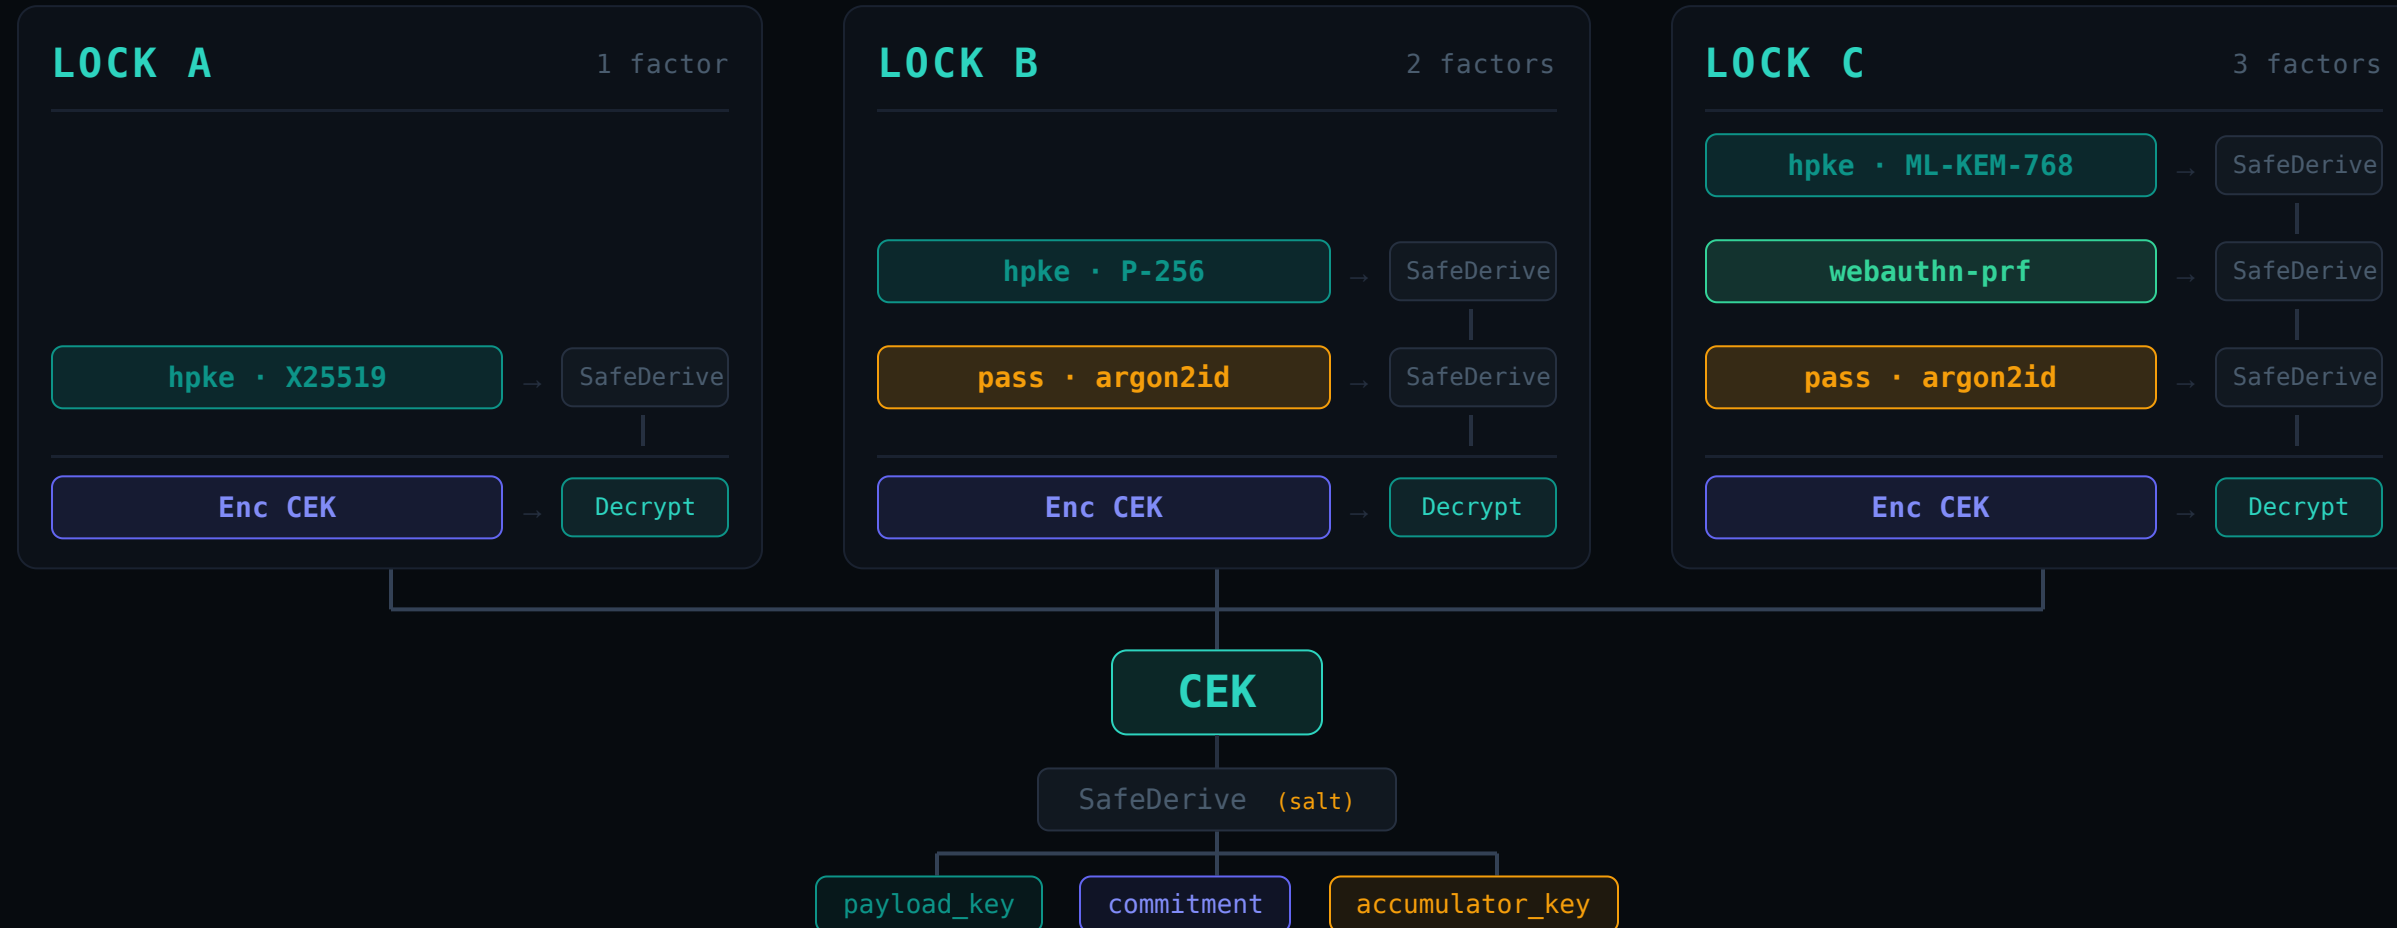 LOCK A 1 factor
hpke · X25519 → SafeDerive
Enc CEK → Decrypt
LOCK B 2 factors
hpke · P-256 → SafeDerive
pass · argon2id → SafeDerive
Enc CEK → Decrypt
LOCK C 3 factors
hpke · ML-KEM-768 → SafeDerive
webauthn-prf → SafeDerive
pass · argon2id → SafeDerive
Enc CEK → Decrypt
CEK
SafeDerive (salt)
payload_key commitment accumulator_key